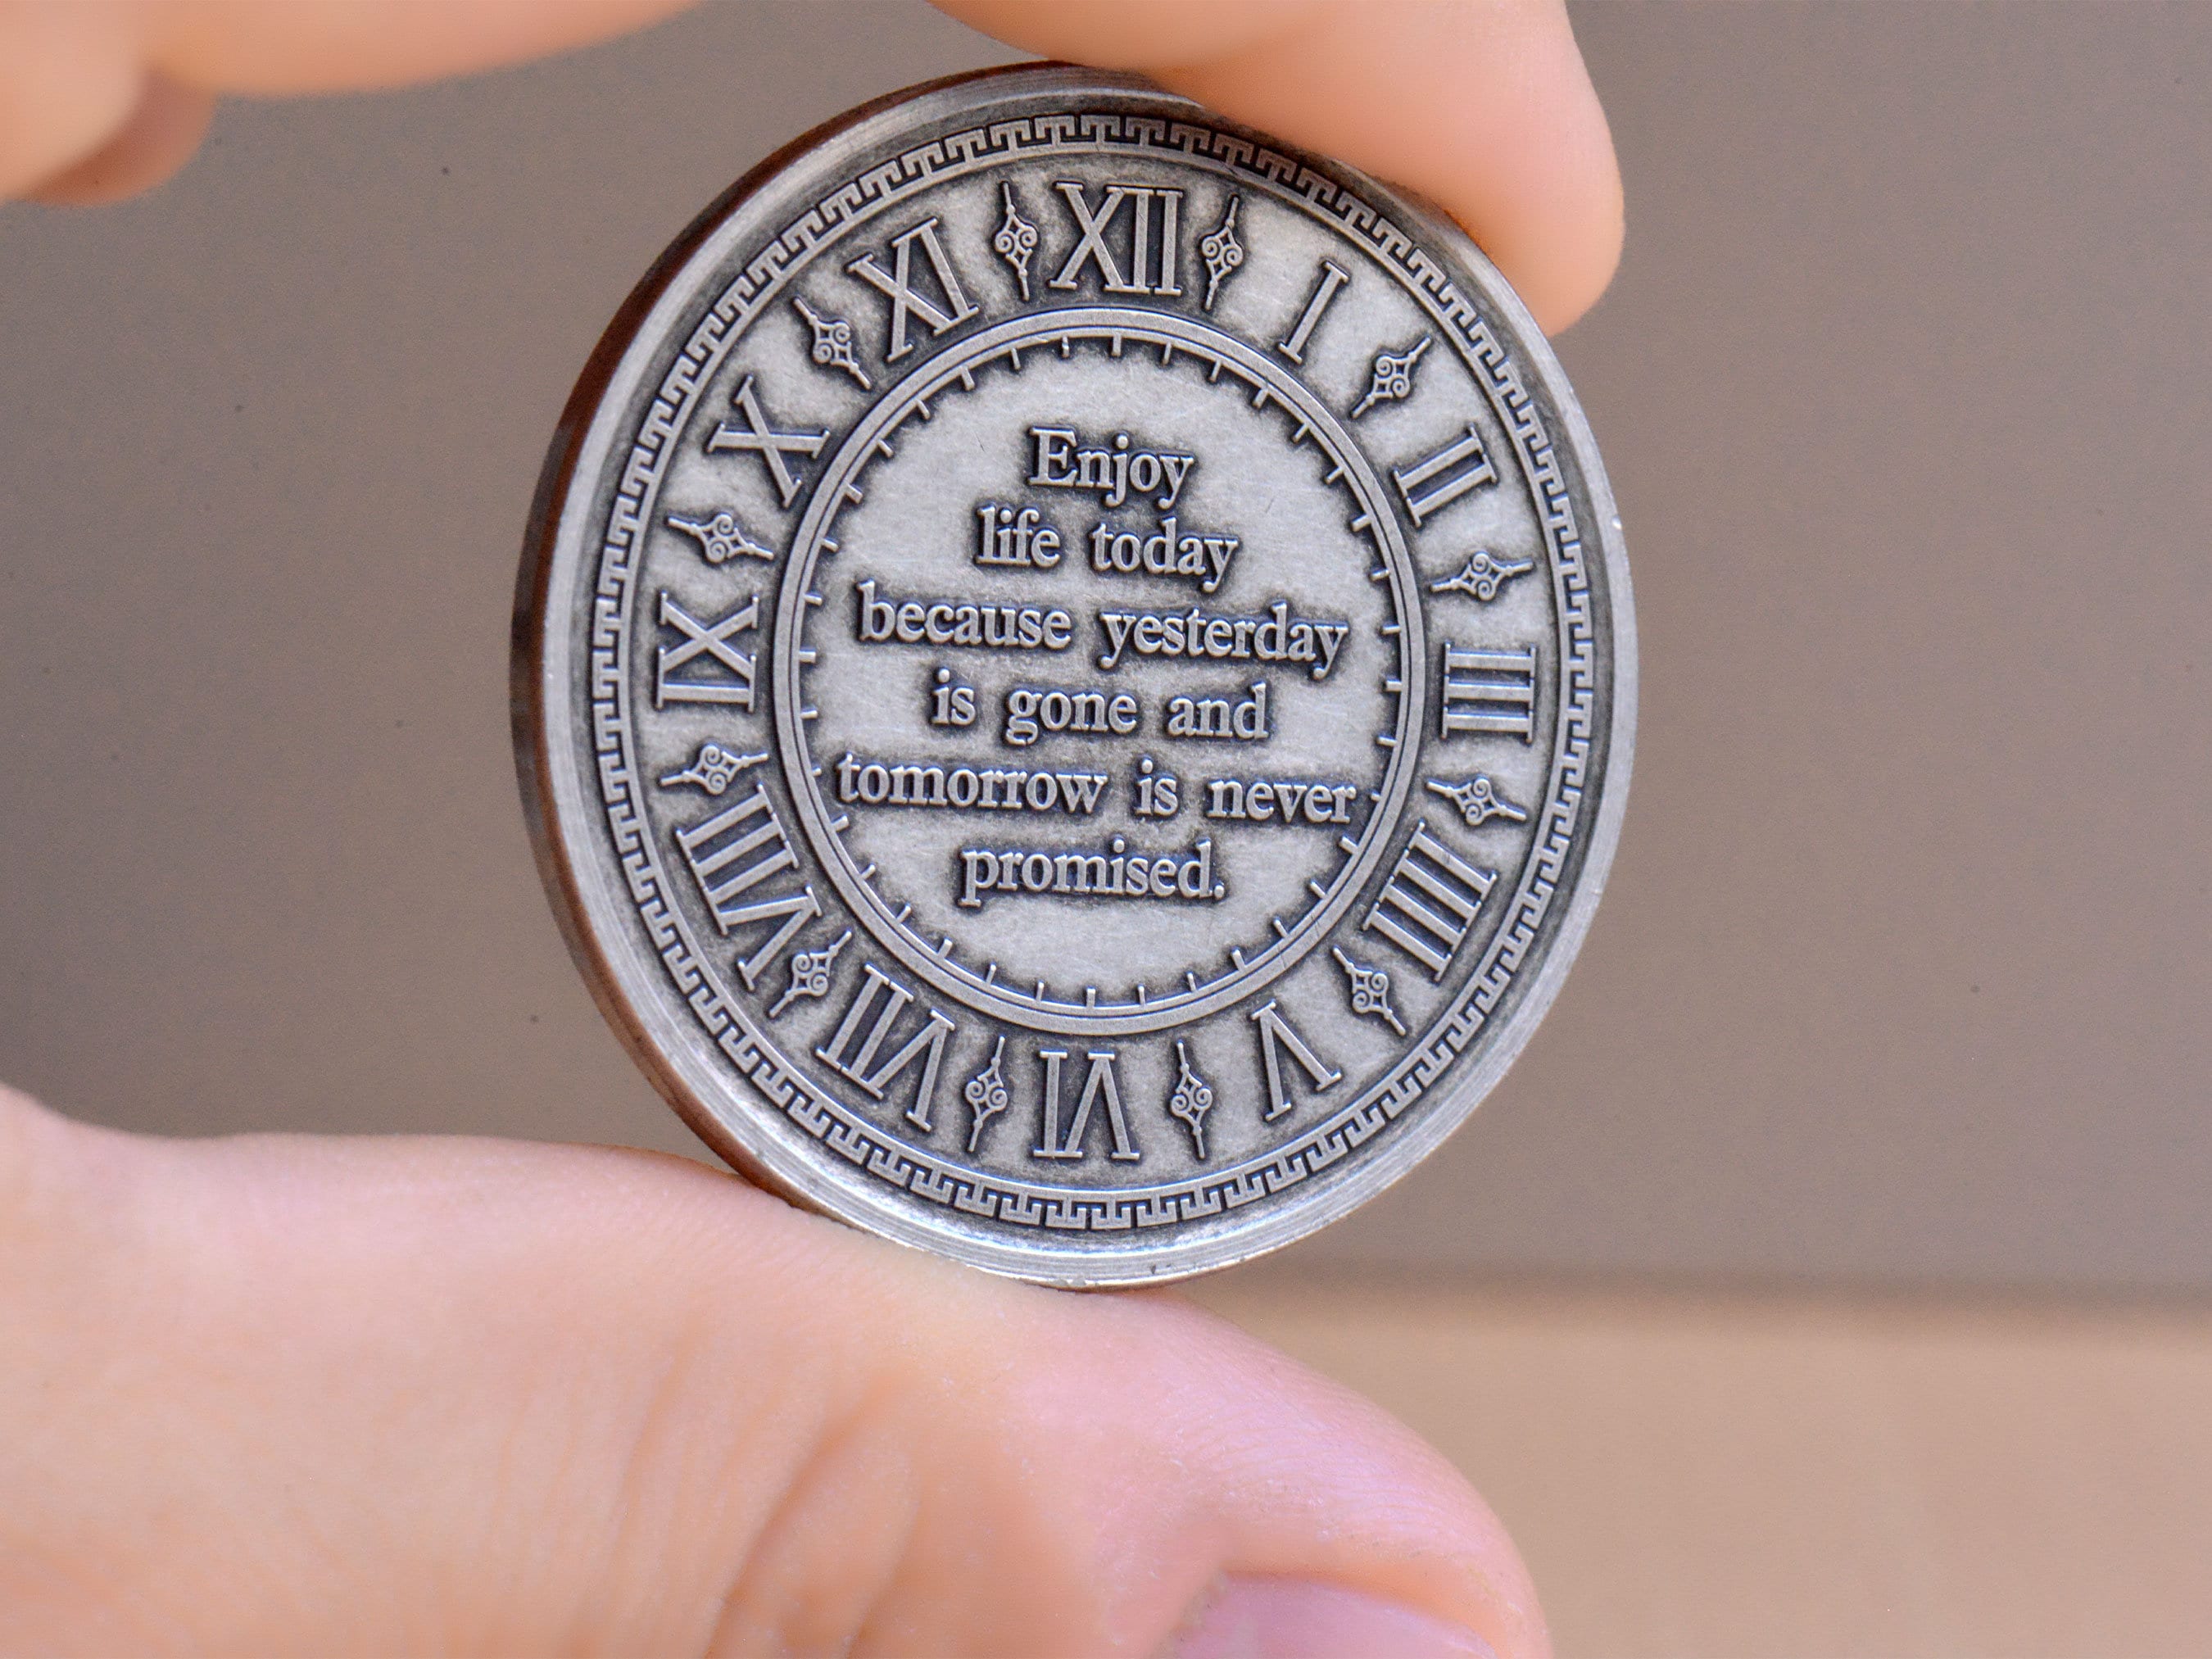 XII
I
II
III
IIII
V
VI
VII
VIII
IX
X
XI
Enjoy
life today
because yesterday
is gone and
tomorrow is never
promised.